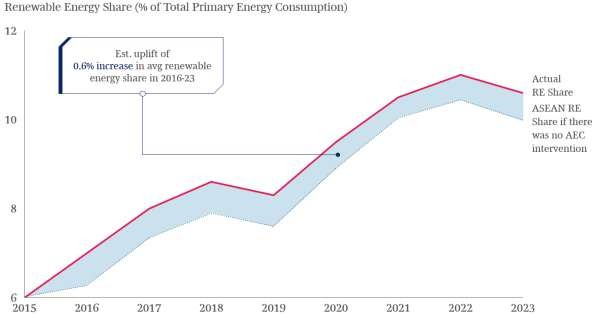 Renewable Energy Share (% of Total Primary Energy Consumption)
12
Est. uplift of
0.6% increase in avg renewable
energy share in 2016-23
Actual
RE Share
ASEAN RE
Share if there
was no AEC
intervention
10
8
6
2015 2016 2017 2018 2019 2020 2021 2022 2023